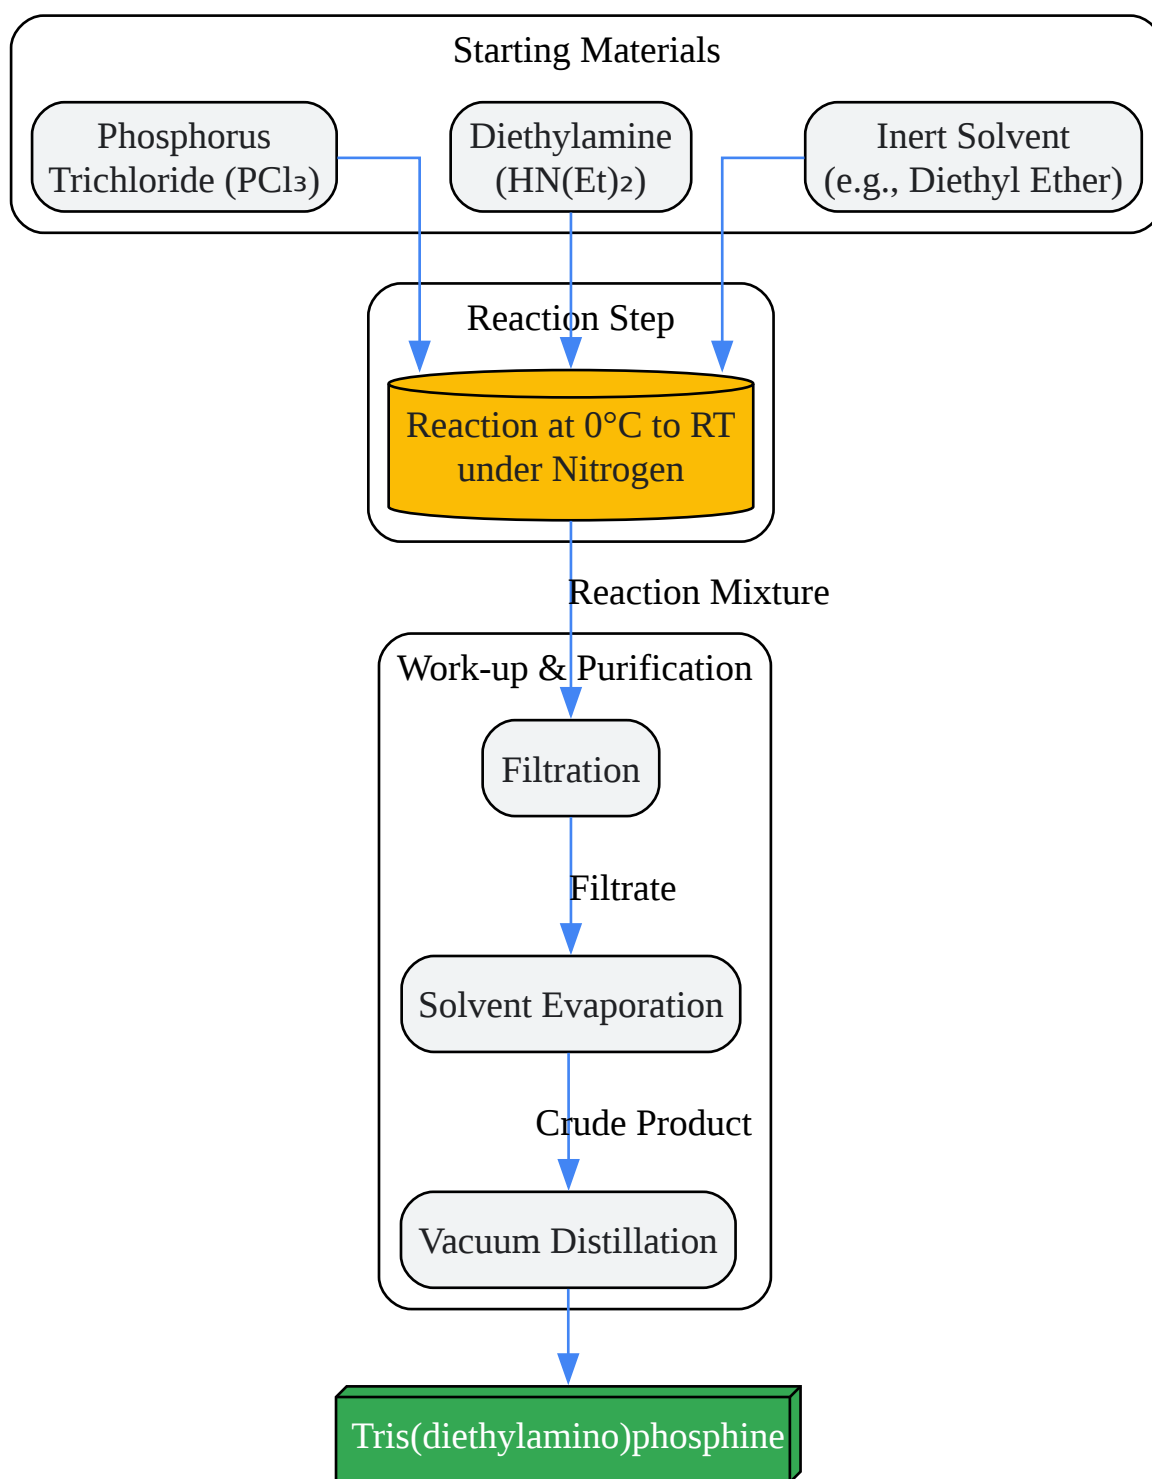 Starting Materials
Phosphorus
Trichloride (PCl₃)
Diethylamine
(HN(Et)₂)
Inert Solvent
(e.g., Diethyl Ether)
Reaction Step
Reaction at 0°C to RT
under Nitrogen
Reaction Mixture
Work-up & Purification
Filtration
Filtrate
Solvent Evaporation
Crude Product
Vacuum Distillation
Tris(diethylamino)phosphine